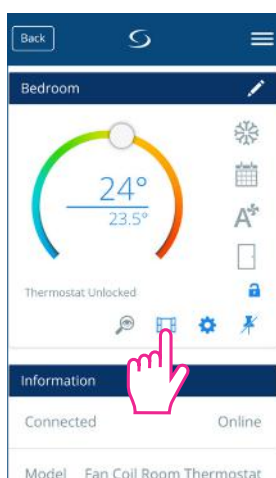 Back
Bedroom
24°
23.5°
A
Thermostat Unlocked
Information
Connected Online
Model Fan Coil Room Thermostat